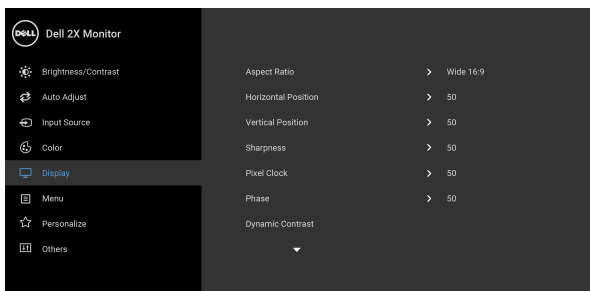 DELL Dell 2X Monitor
Brightness/Contrast
Auto Adjust
Input Source
Color
Display
Menu
Personalize
Others
Aspect Ratio Wide 16:9
Horizontal Position 50
Vertical Position 50
Sharpness 50
Pixel Clock 50
Phase 50
Dynamic Contrast